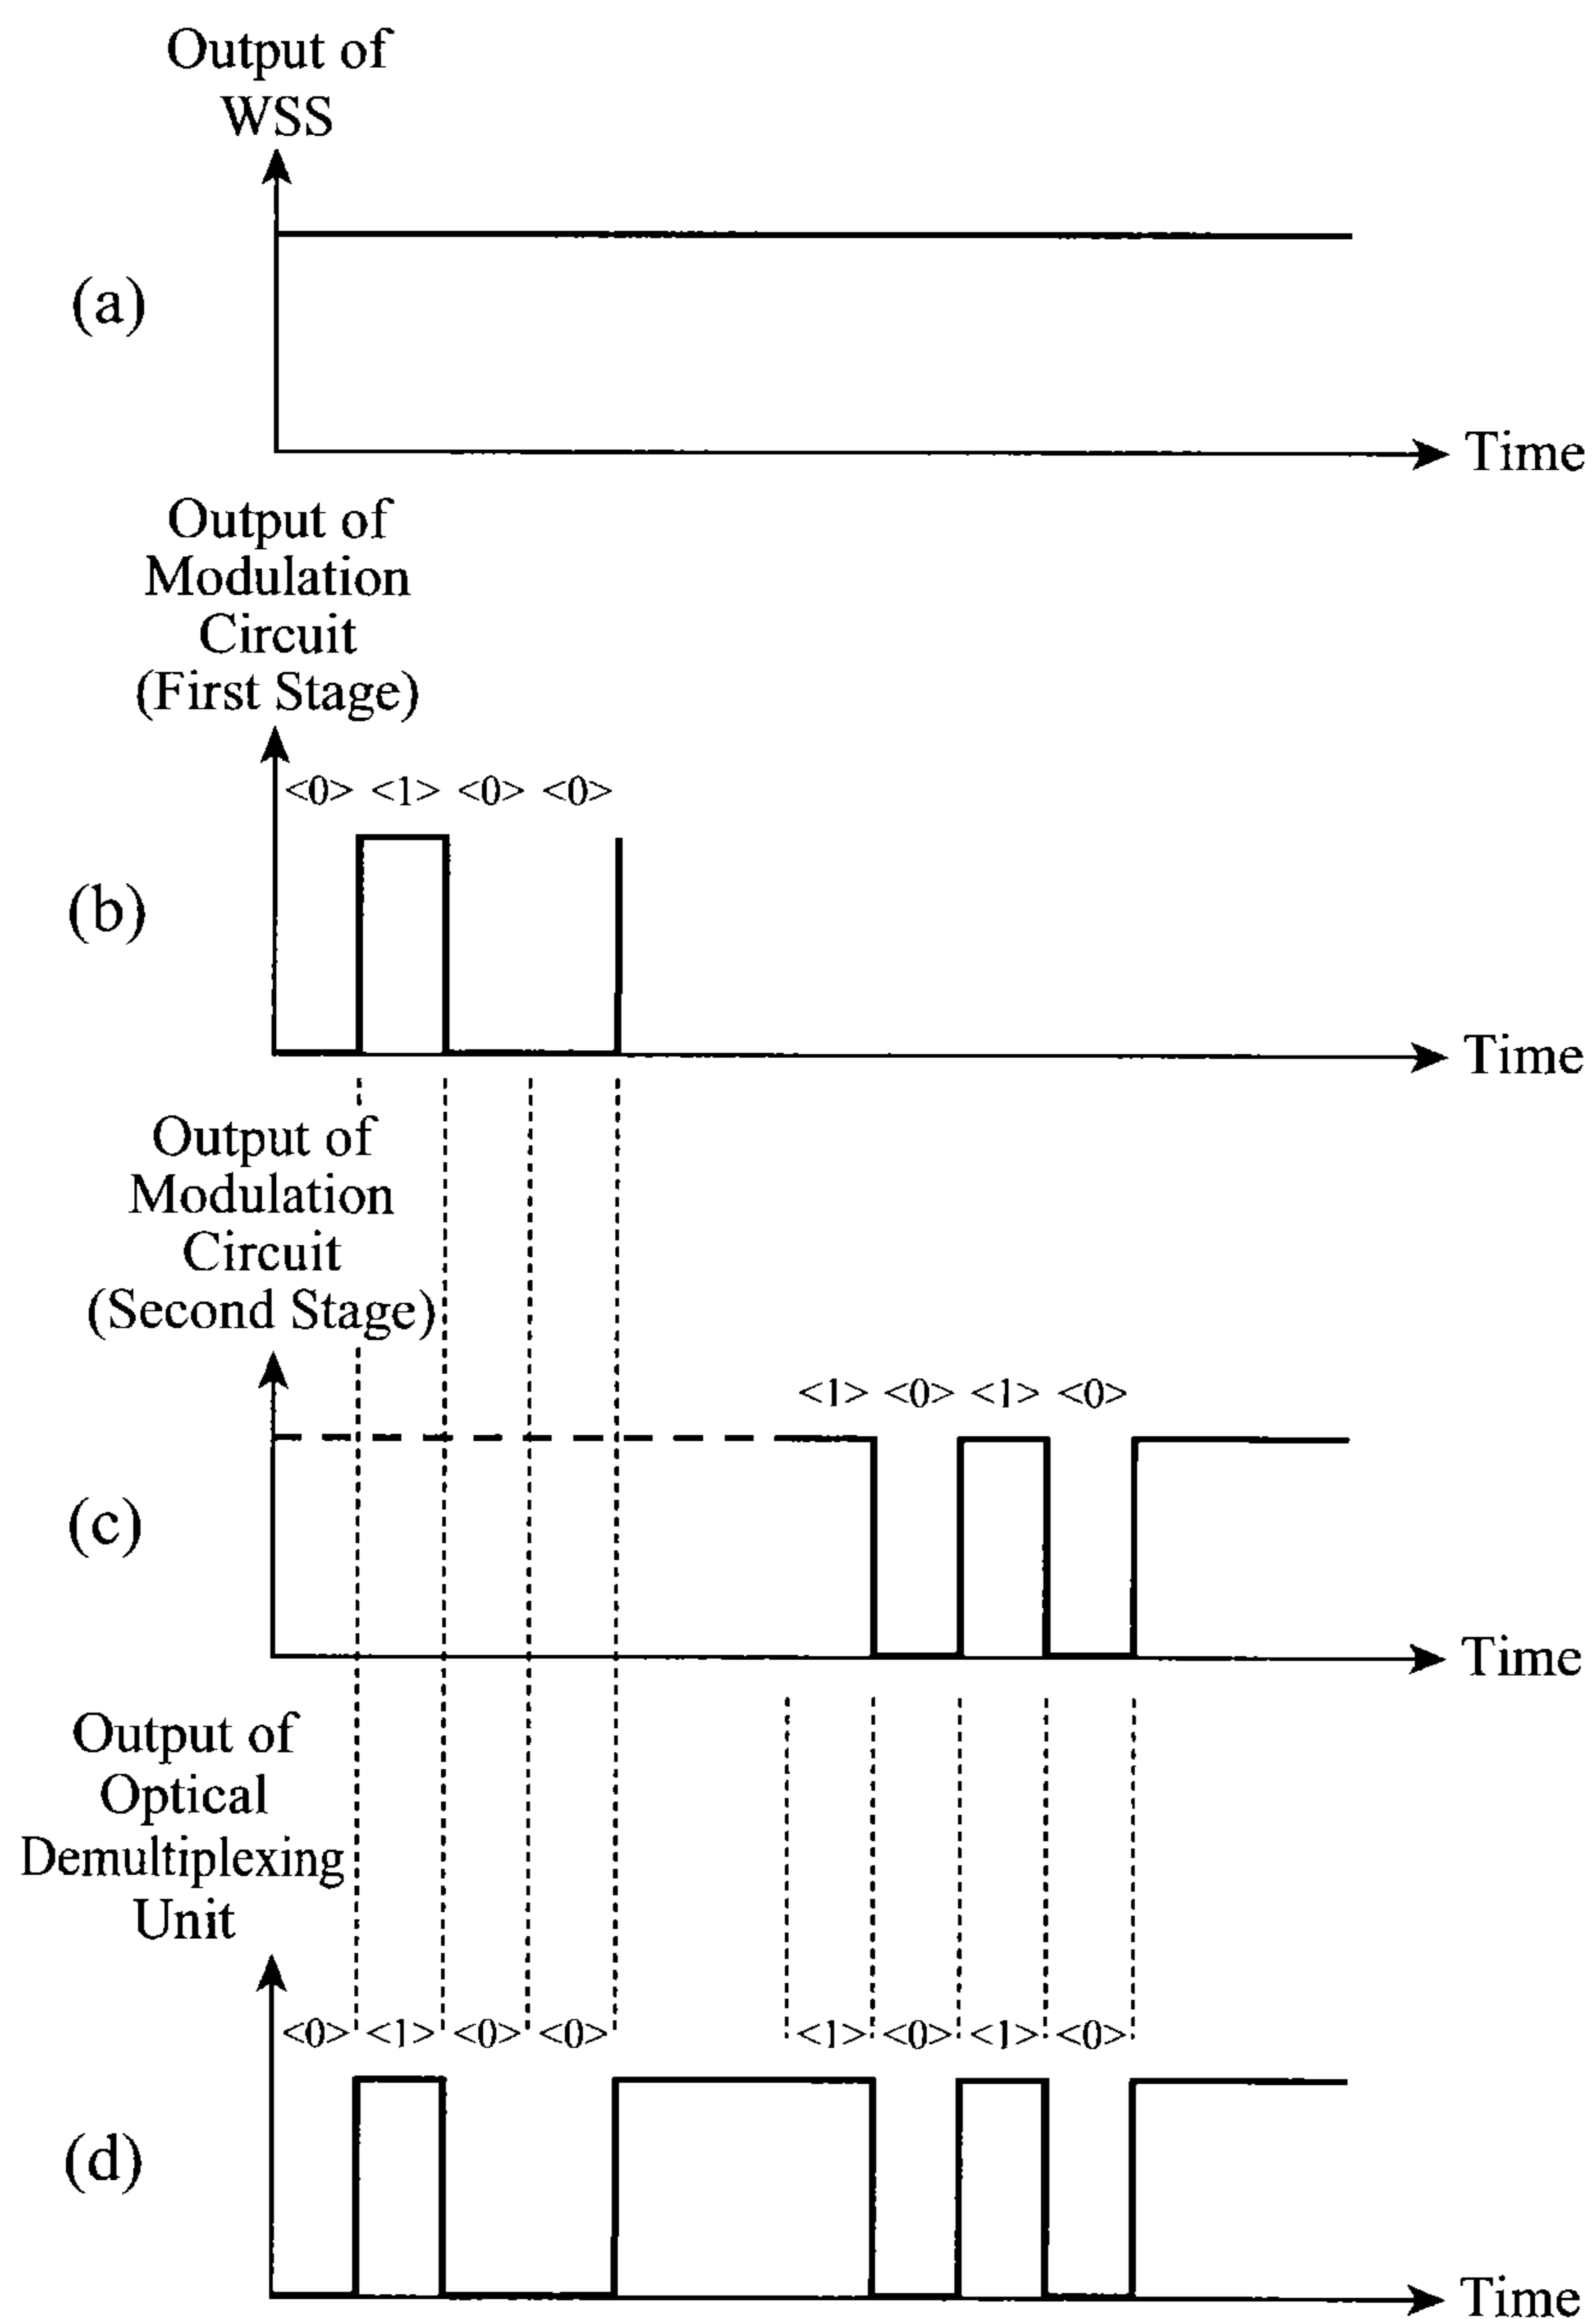 Output of
WSS
(a)
Time
Output of
Modulation
Circuit
(First Stage)
<0> <1> <0> <0>
(b)
Time
Output of
Modulation
Circuit
(Second Stage)
<1> <0> <1> <0>
(c)
Time
Output of
Optical
Demultiplexing
Unit
<0> <1> <0> <0> <1> <0> <1> <0>
(d)
Time